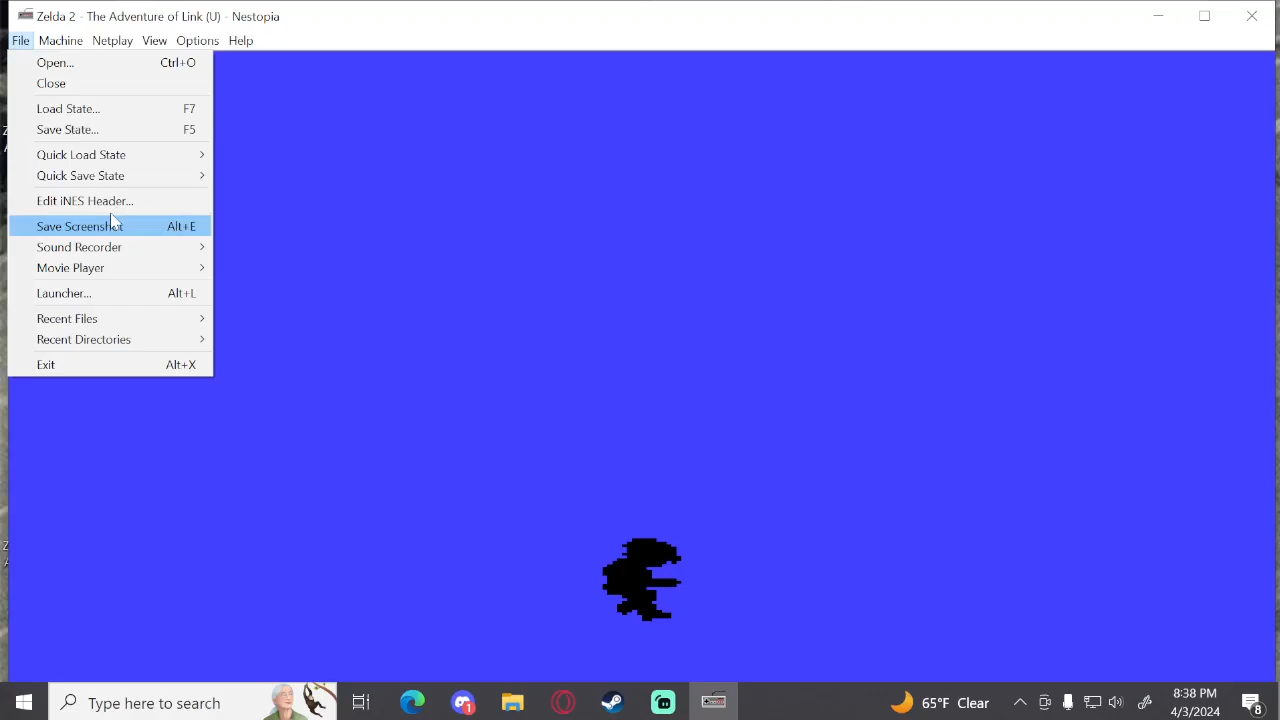 Zelda 2 - The Adventure of Link (U) - Nestopia
File Machine Netplay View Options Help
Open... Ctrl+O
Close
Load State... F7
Save State... F5
Quick Load State
Quick Save State
Edit iNES Header...
Save Screenshot Alt+E
Sound Recorder
Movie Player
Launcher... Alt+L
Recent Files
Recent Directories
Exit Alt+X
Z
A
Z
A
Type here to search
1
65°F Clear
8:38 PM
4/3/2024
8